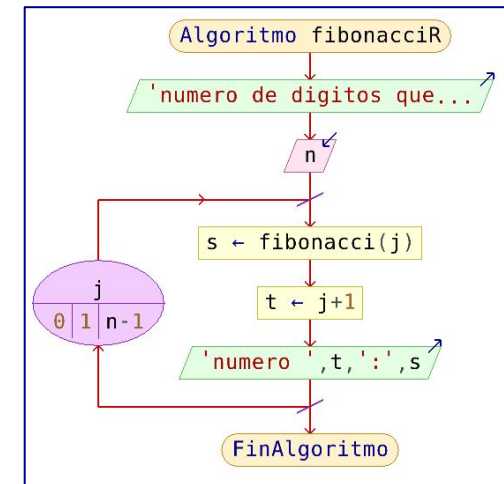 Algoritmo fibonacciR
'numero de digitos que...
n
s ← fibonacci(j)
j
0 1 n-1
t ← j+1
'numero ',t,':',s
FinAlgoritmo